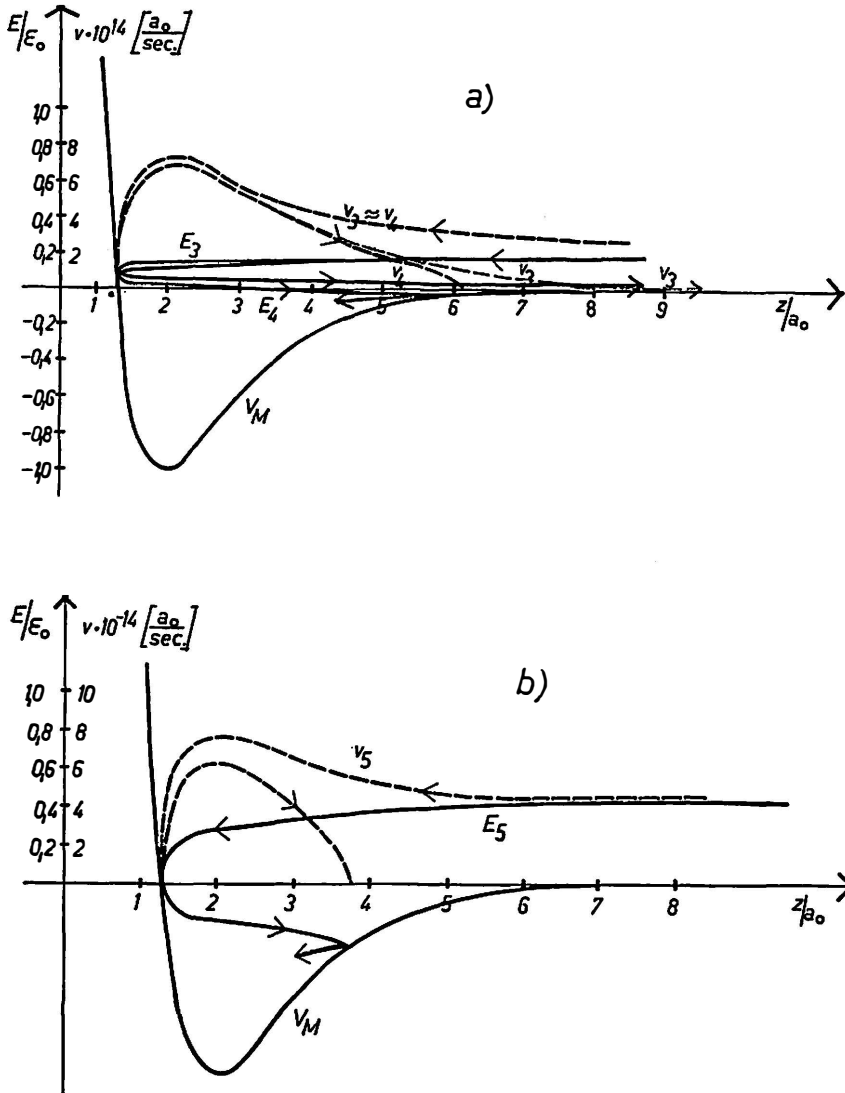 E/ε₀ v·10¹⁴ [a₀/sec.]
a)
1,0
0,8 8
0,6 6
0,4 4
0,2 2
-0,2
-0,4
-0,6
-0,8
-1,0
v₃≈v₄
E₃
v₄ v₃ v₃
E₄
1 2 3 4 5 6 7 8 9
z/a₀
V_M
E/ε₀ v·10⁻¹⁴ [a₀/sec.]
b)
1,0 10
0,8 8
0,6 6
0,4 4
0,2 2
v₅
E₅
1 2 3 4 5 6 7 8
z/a₀
V_M